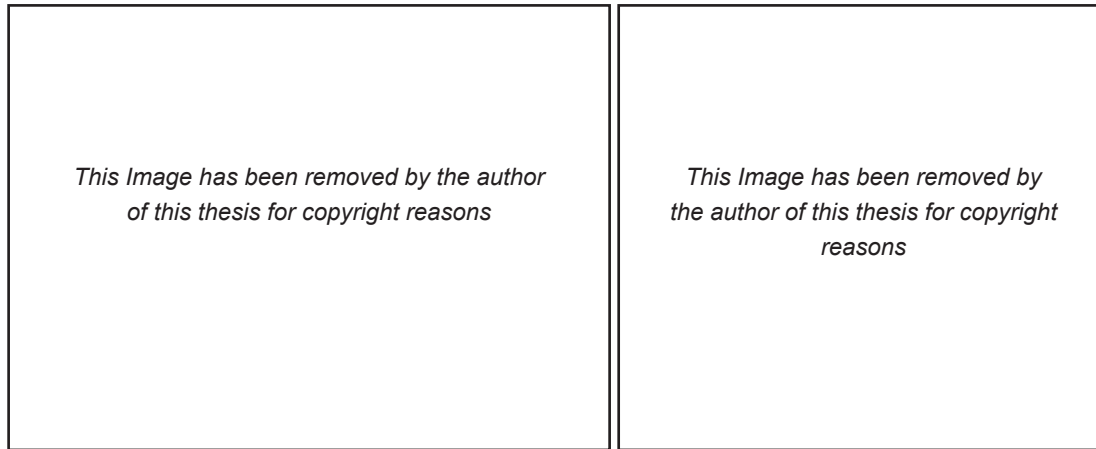 This Image has been removed by the author
of this thesis for copyright reasons
This Image has been removed by
the author of this thesis for copyright
reasons